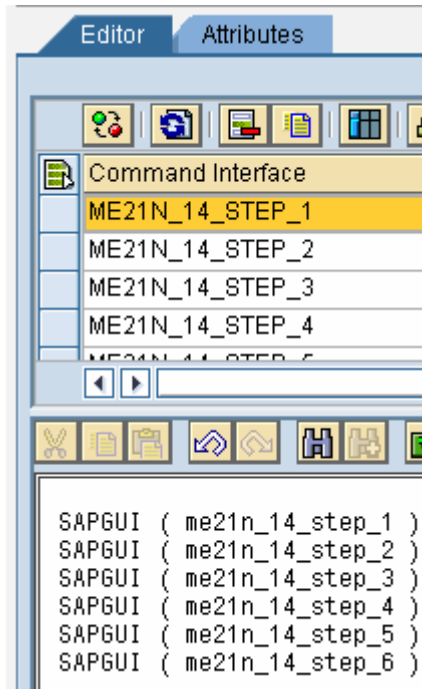 Editor Attributes
Command Interface
ME21N_14_STEP_1
ME21N_14_STEP_2
ME21N_14_STEP_3
ME21N_14_STEP_4
SAPGUI ( me21n_14_step_1 )
SAPGUI ( me21n_14_step_2 )
SAPGUI ( me21n_14_step_3 )
SAPGUI ( me21n_14_step_4 )
SAPGUI ( me21n_14_step_5 )
SAPGUI ( me21n_14_step_6 )